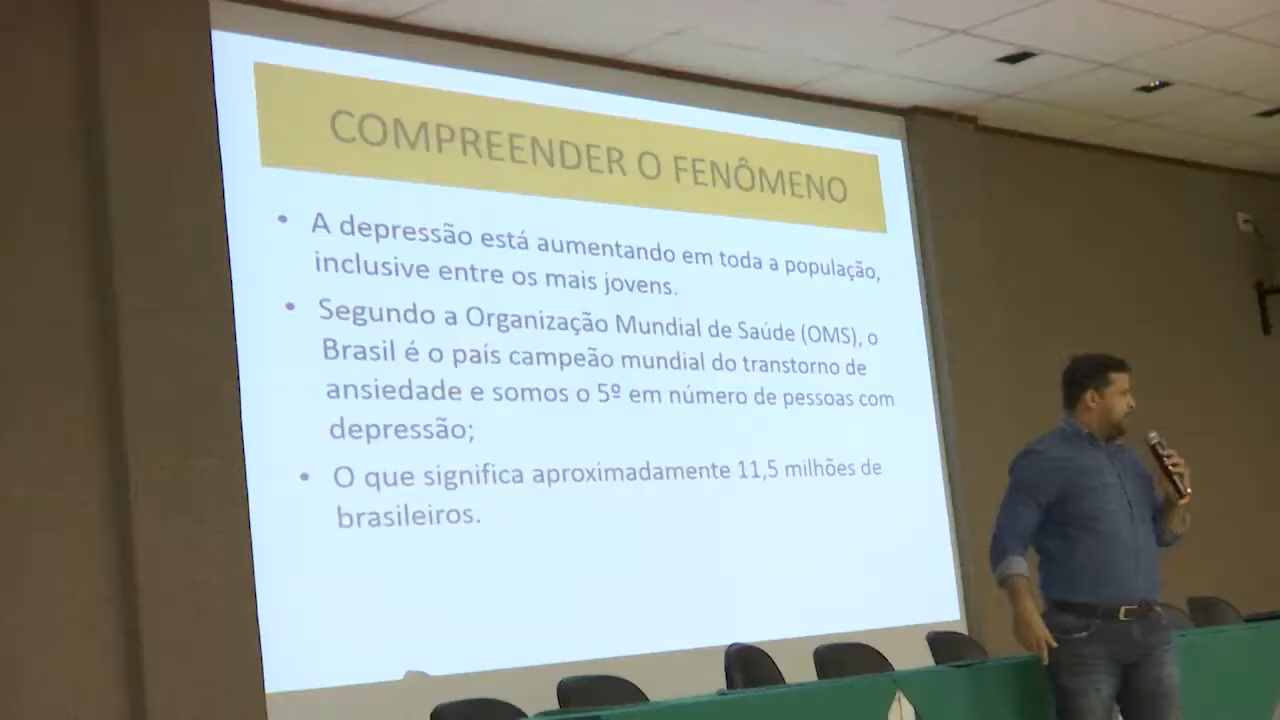 COMPREENDER O FENÔMENO
• A depressão está aumentando em toda a população,
inclusive entre os mais jovens.
• Segundo a Organização Mundial de Saúde (OMS), o
Brasil é o país campeão mundial do transtorno de
ansiedade e somos o 5º em número de pessoas com
depressão;
• O que significa aproximadamente 11,5 milhões de
brasileiros.